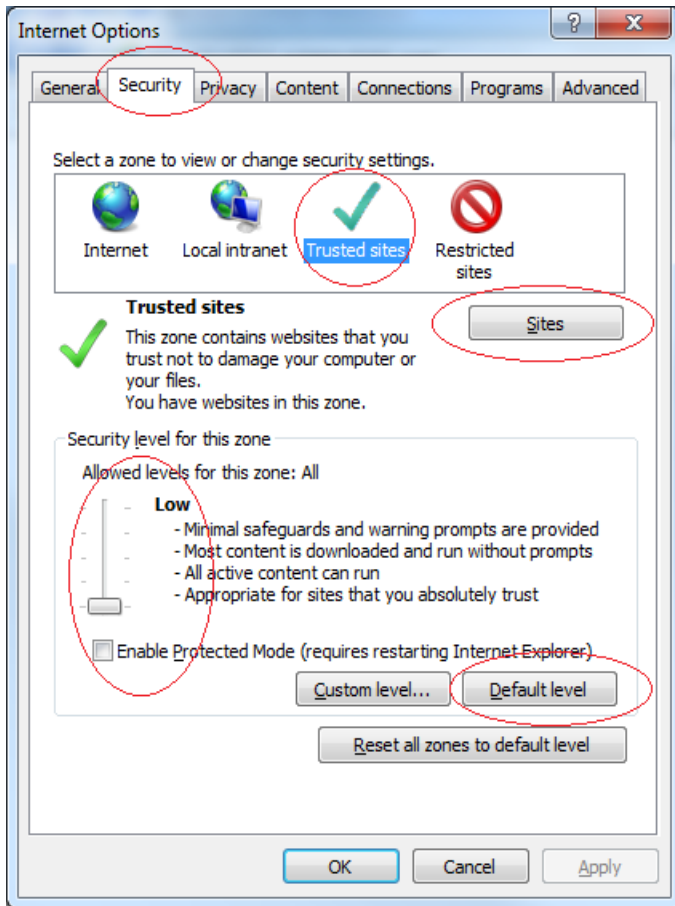 Internet Options
General Security Privacy Content Connections Programs Advanced
Select a zone to view or change security settings.
Internet Local intranet Trusted sites Restricted sites
Trusted sites
Sites
This zone contains websites that you
trust not to damage your computer or
your files.
You have websites in this zone.
Security level for this zone
Allowed levels for this zone: All
Low
- Minimal safeguards and warning prompts are provided
- Most content is downloaded and run without prompts
- All active content can run
- Appropriate for sites that you absolutely trust
Enable Protected Mode (requires restarting Internet Explorer)
Custom level... Default level
Reset all zones to default level
OK Cancel Apply